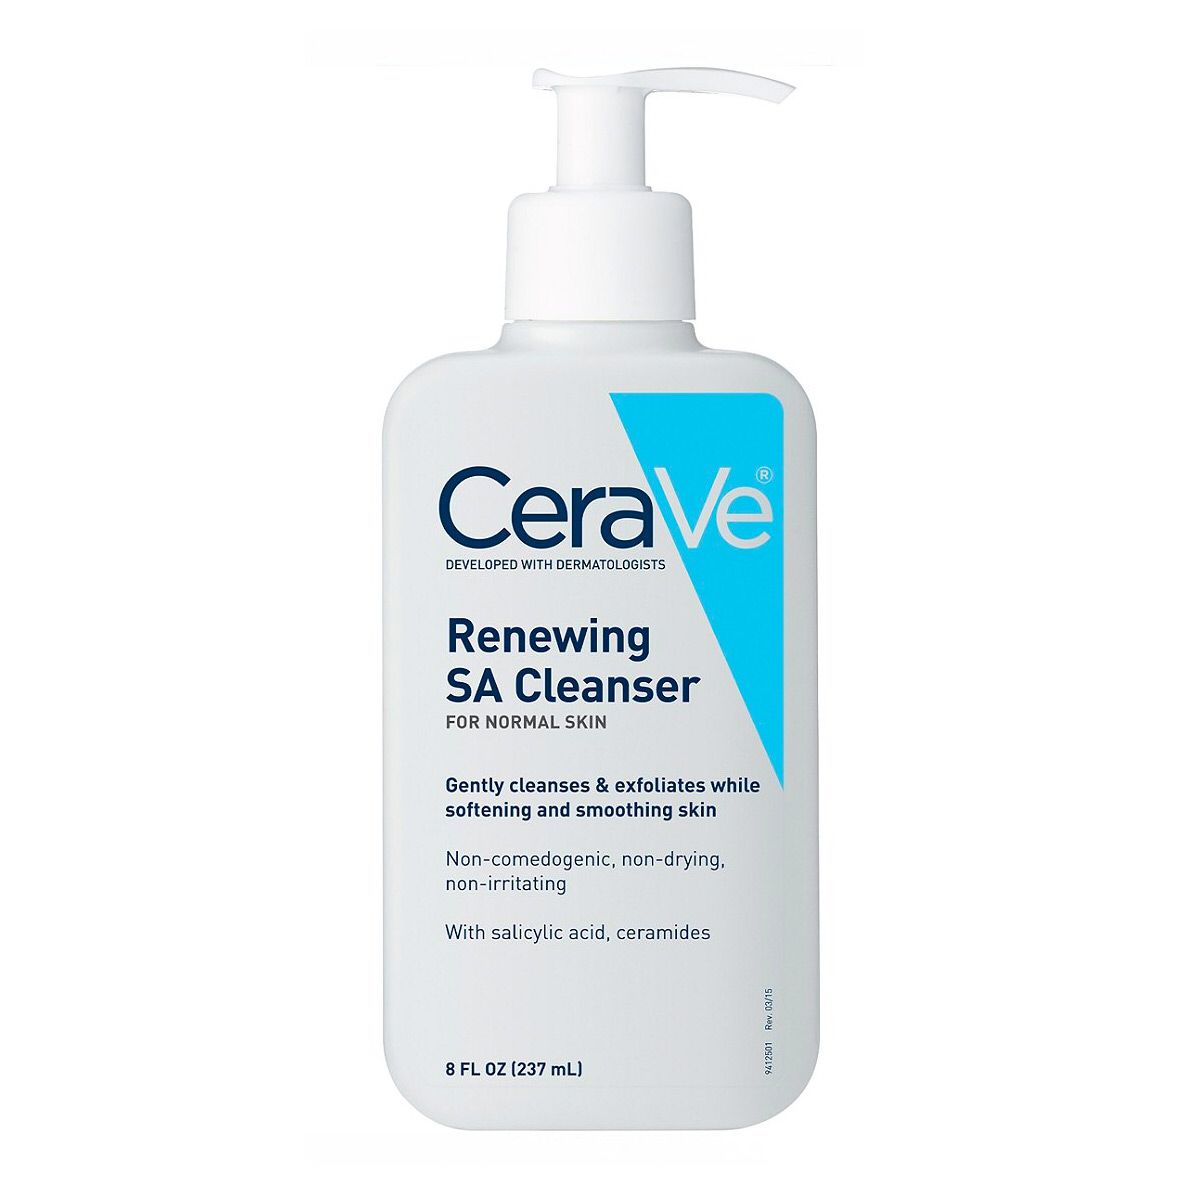 CeraVe®
DEVELOPED WITH DERMATOLOGISTS
Renewing
SA Cleanser
FOR NORMAL SKIN
Gently cleanses & exfoliates while
softening and smoothing skin
Non-comedogenic, non-drying,
non-irritating
With salicylic acid, ceramides
8 FL OZ (237 mL)
9412501 Rev. 03/15